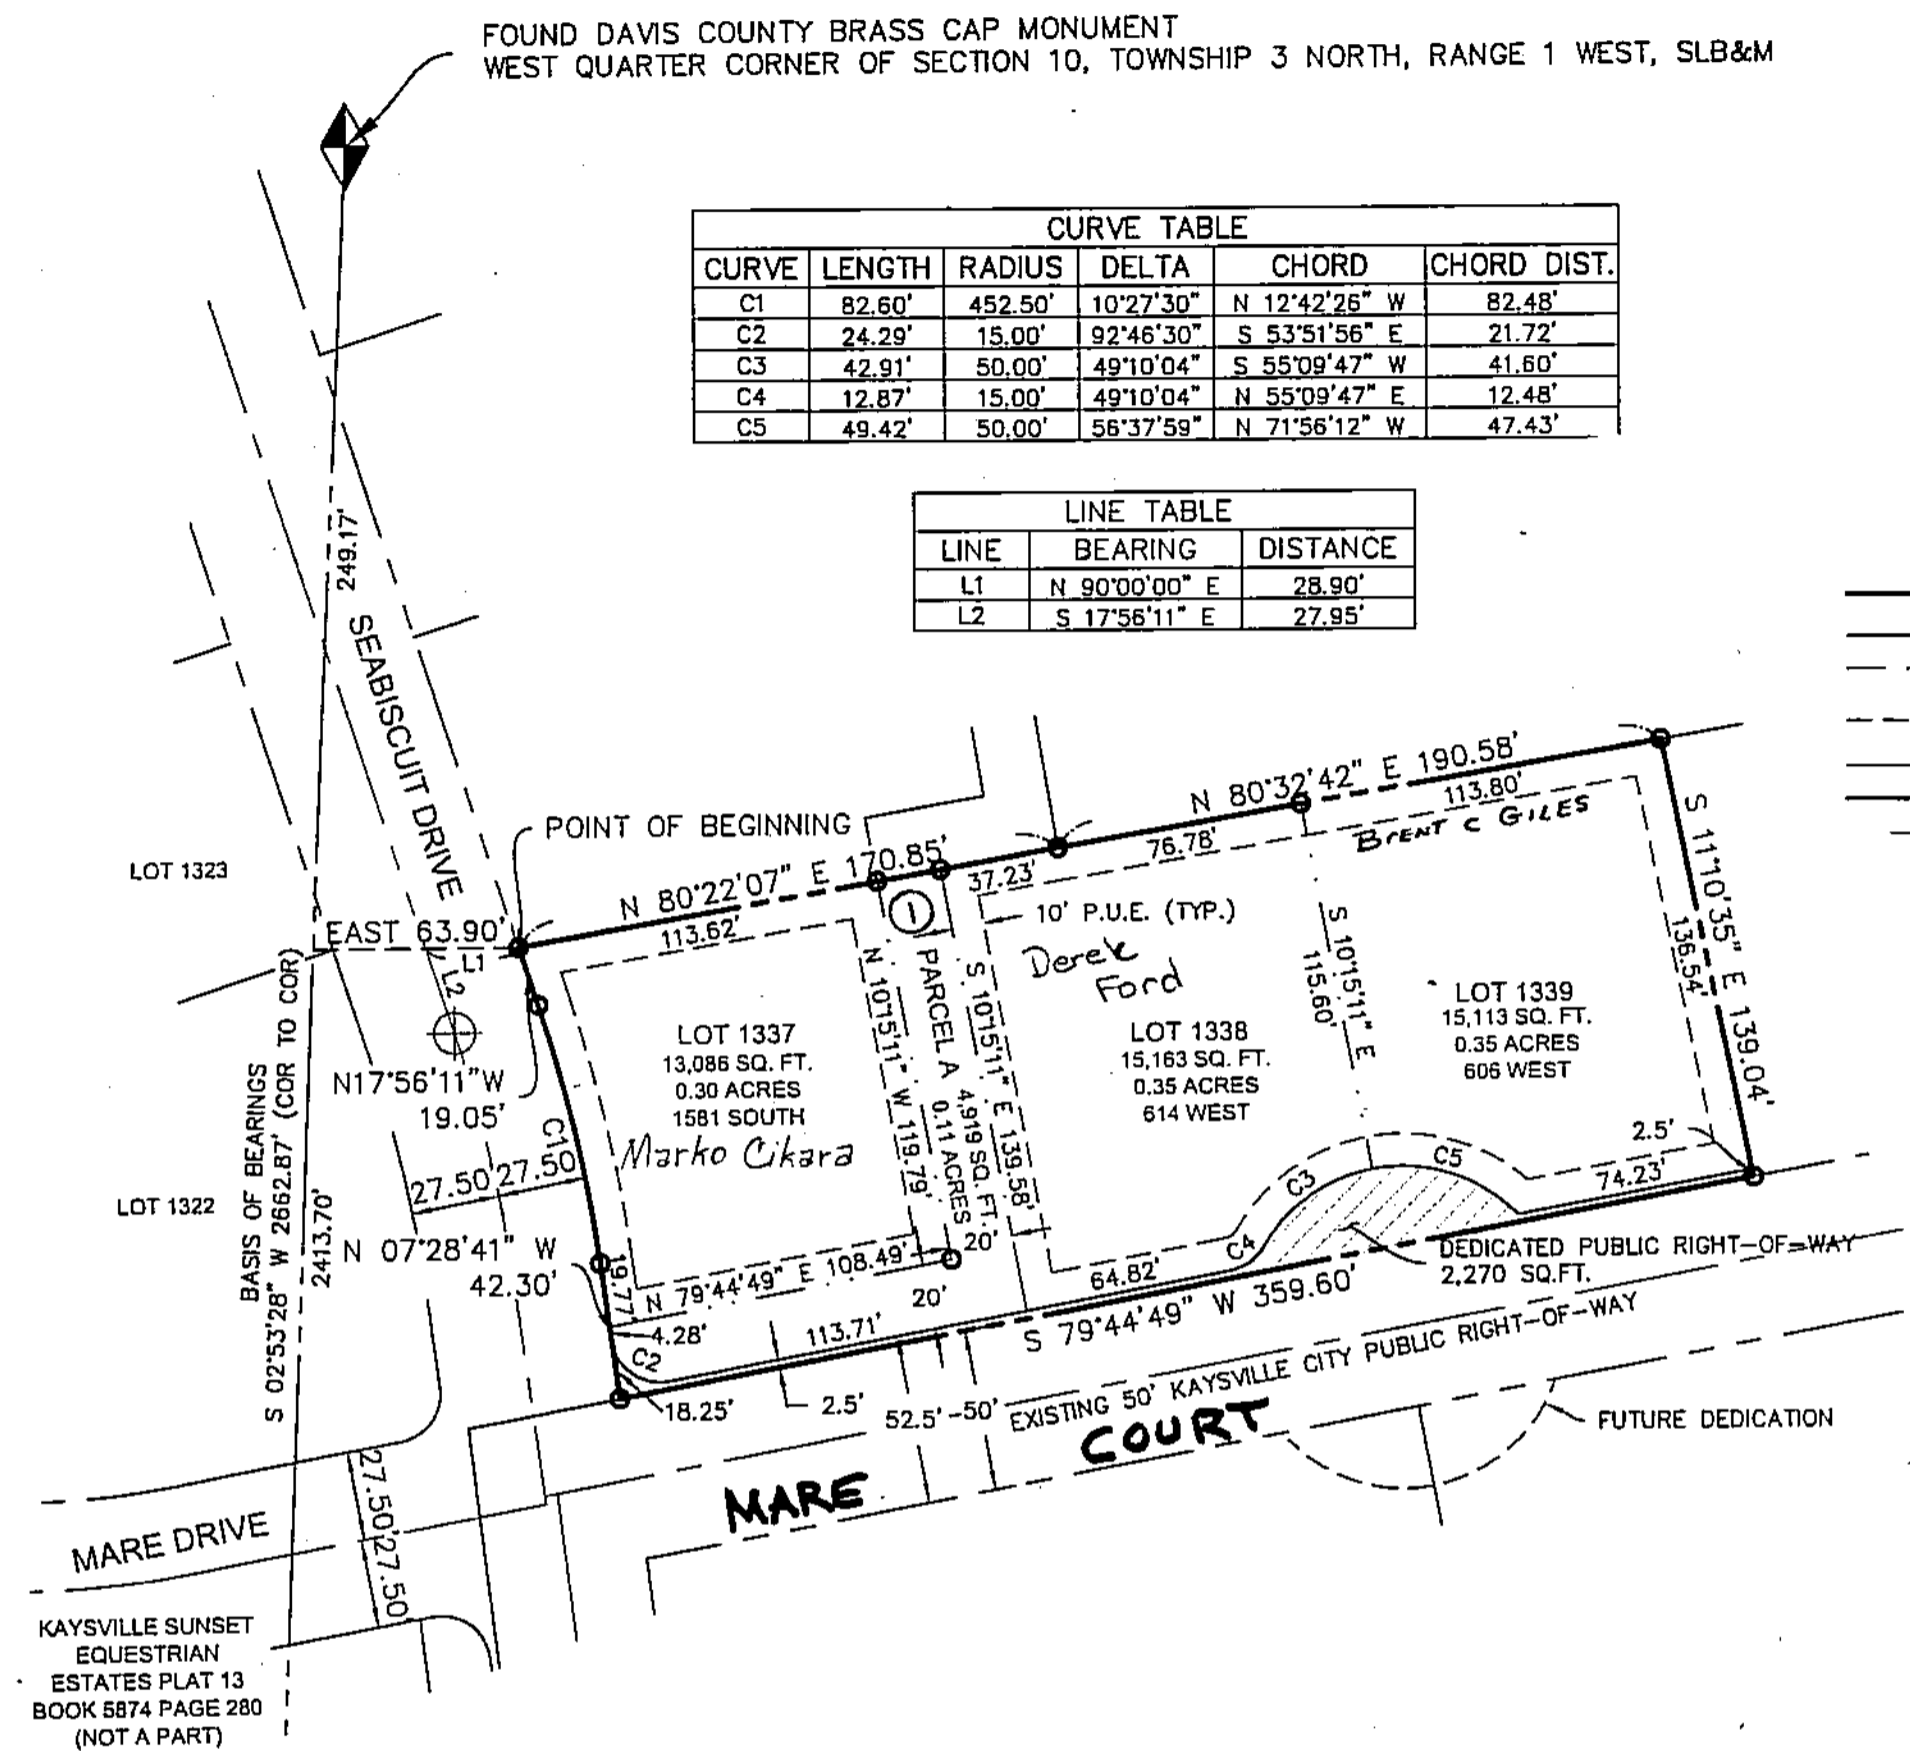 FOUND DAVIS COUNTY BRASS CAP MONUMENT
WEST QUARTER CORNER OF SECTION 10, TOWNSHIP 3 NORTH, RANGE 1 WEST, SLB&M
CURVE TABLE
CURVE LENGTH RADIUS DELTA CHORD CHORD DIST.
C1 82.60' 452.50' 10°27'30" N 12°42'26" W 82.48'
C2 24.29' 15.00' 92°46'30" S 53°51'56" E 21.72'
C3 42.91' 50.00' 49°10'04" S 55°09'47" W 41.60'
C4 12.87' 15.00' 49°10'04" N 55°09'47" E 12.48'
C5 49.42' 50.00' 56°37'59" N 71°56'12" W 47.43'
LINE TABLE
LINE BEARING DISTANCE
L1 N 90°00'00" E 28.90'
L2 S 17°56'11" E 27.95'
249.17'
SEABISCUIT DRIVE
POINT OF BEGINNING
LOT 1323
EAST 63.90'
L1
L2
N 80°22'07" E 170.85'
113.62'
37.23'
N 80°32'42" E 190.58'
76.78'
113.80'
Brent C Giles
S 11°10'35" E 139.04'
136.54'
1
10' P.U.E. (TYP.)
Derek
Ford
N 10°15'11" W 119.79'
PARCEL A 4,919 SQ. FT.
0.11 ACRES
S 10°15'11" E 139.58'
S 10°15'11" E
115.60'
LOT 1337
13,086 SQ. FT.
0.30 ACRES
1581 SOUTH
Marko Cikara
LOT 1338
15,163 SQ. FT.
0.35 ACRES
614 WEST
LOT 1339
15,113 SQ. FT.
0.35 ACRES
606 WEST
N17°56'11"W
19.05'
C1
27.50' 27.50
LOT 1322
BASIS OF BEARINGS
S 02°53'28" W 2662.87' (COR TO COR)
2413.70'
N 07°28'41" W
42.30'
19.77'
N 79°44'49" E 108.49'
20'
20'
4.28'
C2
113.71'
18.25'
2.5'
64.82'
C4
C3
C5
74.23'
2.5'
S 79°44'49" W 359.60'
DEDICATED PUBLIC RIGHT-OF-WAY
2,270 SQ.FT.
52.5'
50'
EXISTING 50' KAYSVILLE CITY PUBLIC RIGHT-OF-WAY
MARE COURT
FUTURE DEDICATION
27.50' 27.50
MARE DRIVE
KAYSVILLE SUNSET
EQUESTRIAN
ESTATES PLAT 13
BOOK 5874 PAGE 280
(NOT A PART)